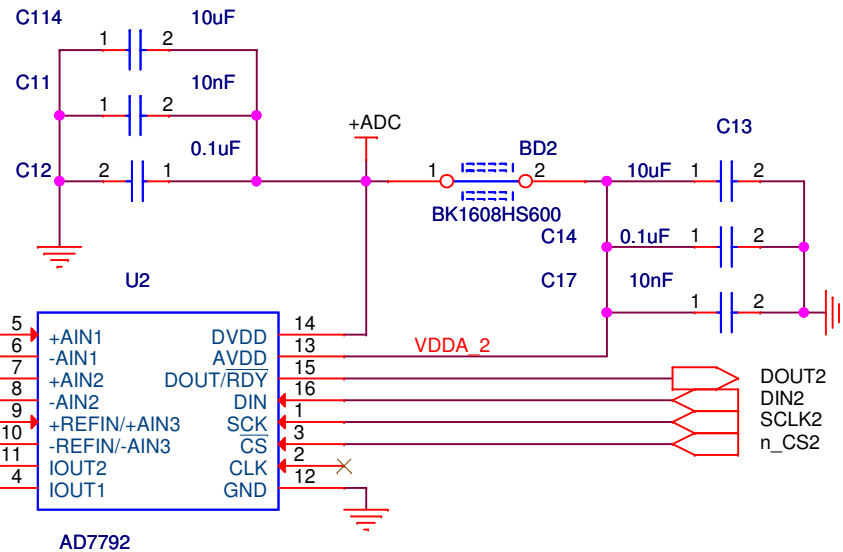 C114 10uF
1 2
C11 10nF
1 2
0.1uF
C12 2 1
+ADC
BD2
1 2
BK1608HS600
C13
10uF 1 2
C14 0.1uF 1 2
C17 10nF 1 2
U2
5 +AIN1 DVDD 14
6 -AIN1 AVDD 13 VDDA_2
7 +AIN2 DOUT/RDY 15 DOUT2
8 -AIN2 DIN 16 DIN2
9 +REFIN/+AIN3 SCK 1 SCLK2
10 -REFIN/-AIN3 CS 3 n_CS2
11 IOUT2 CLK 2
4 IOUT1 GND 12
AD7792